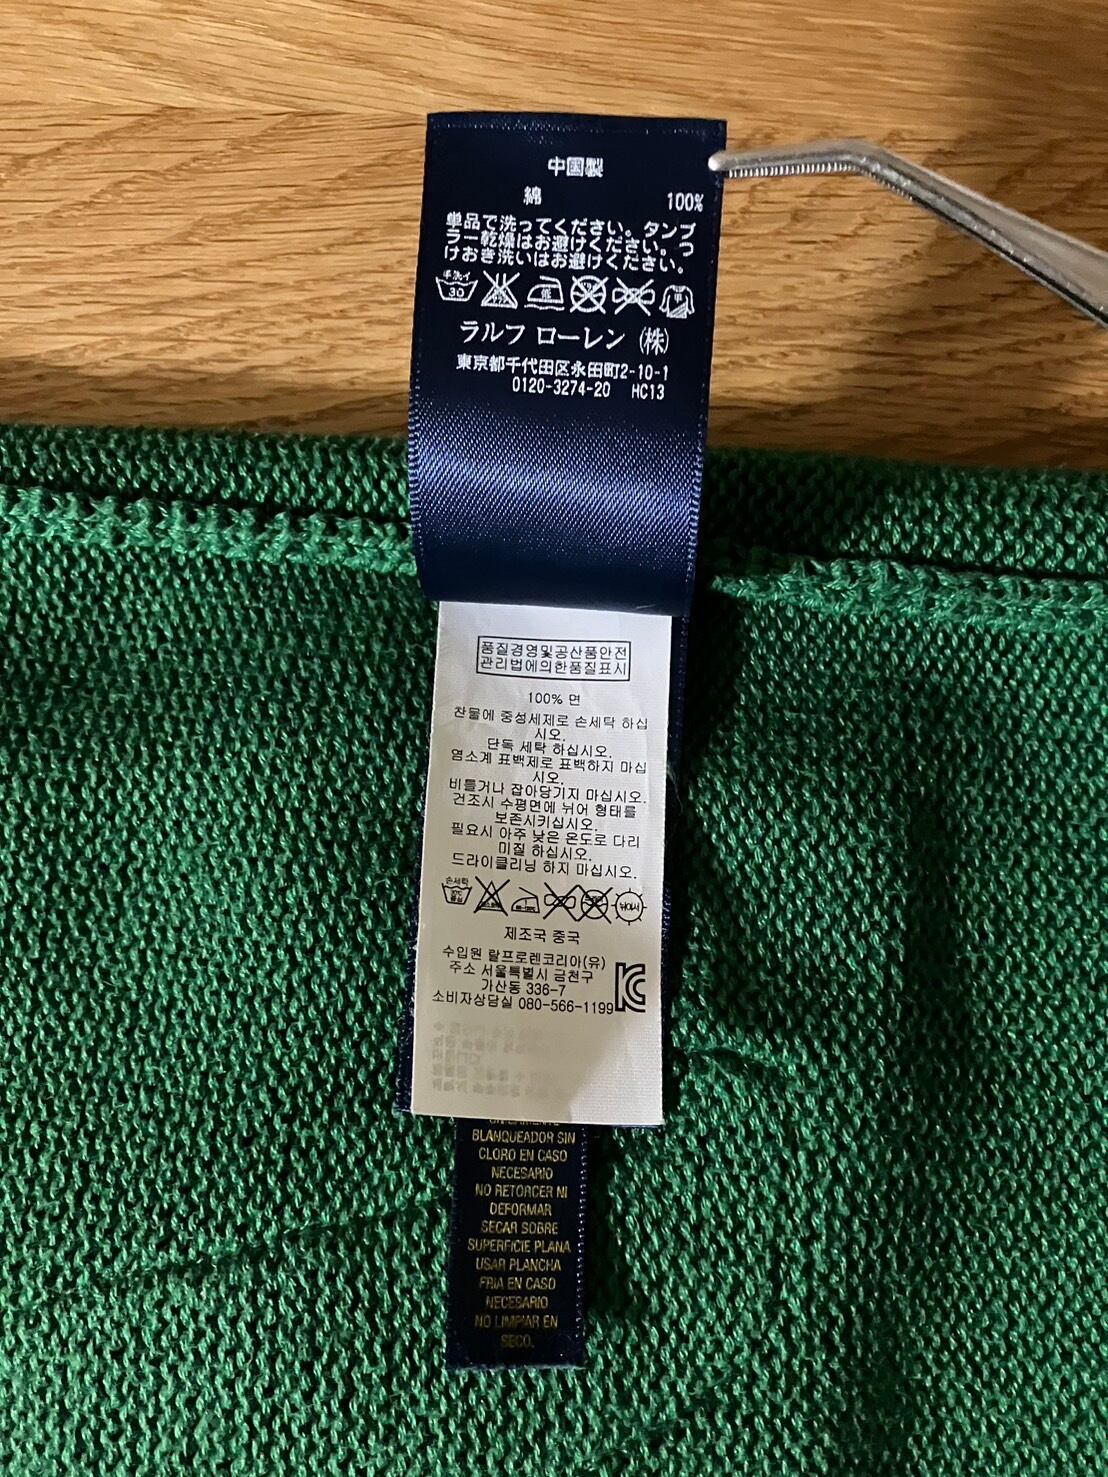 中国製
綿 100%
単品で洗ってください。タンブ
ラー乾燥はお避けください。つ
けおき洗いはお避けください。
手洗イ
30
低
ラルフ ローレン (株)
東京都千代田区永田町2-10-1
0120-3274-20 HC13
품질경영및공산품안전
관리법에의한품질표시
100% 면
찬물에 중성세제로 손세탁 하십
시오.
단독 세탁 하십시오.
염소계 표백제로 표백하지 마십
시오.
비틀거나 잡아당기지 마십시오.
건조시 수평면에 뉘어 형태를
보존시키십시오.
필요시 아주 낮은 온도로 다리
미질 하십시오.
드라이클리닝 하지 마십시오.
손세탁
제조국 중국
수입원 랄프로렌코리아(유)
주소 서울특별시 금천구
가산동 336-7
소비자상담실 080-566-1199
BLANQUEADOR SIN
CLORO EN CASO
NECESARIO
NO RETORCER NI
DEFORMAR
SECAR SOBRE
SUPERFICIE PLANA
USAR PLANCHA
FRIA EN CASO
NECESARIO
NO LIMPIAR EN
SECO.